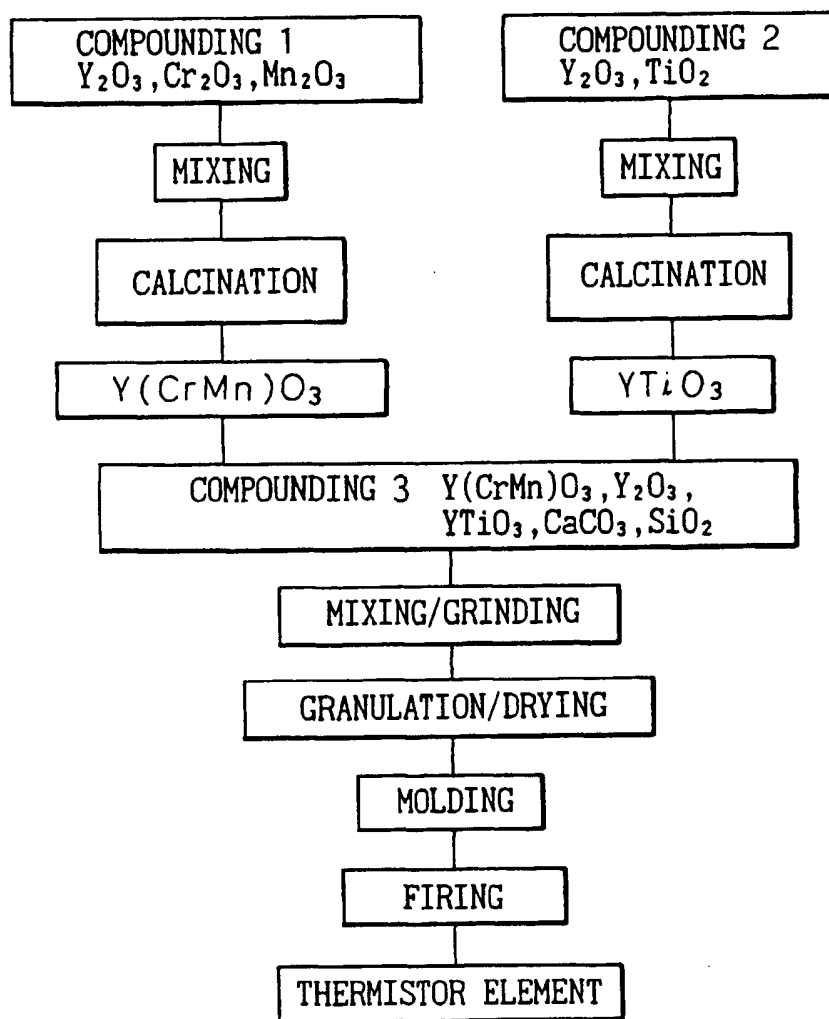 COMPOUNDING 1
Y₂O₃,Cr₂O₃,Mn₂O₃
MIXING
CALCINATION
Y(CrMn)O₃
COMPOUNDING 2
Y₂O₃,TiO₂
MIXING
CALCINATION
YTiO₃
COMPOUNDING 3 Y(CrMn)O₃,Y₂O₃,
YTiO₃,CaCO₃,SiO₂
MIXING/GRINDING
GRANULATION/DRYING
MOLDING
FIRING
THERMISTOR ELEMENT